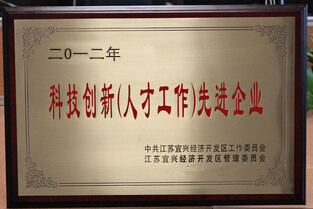 二〇一二年
科技创新(人才工作)先进企业
中共江苏宜兴经济开发区工作委员会
江苏宜兴经济开发区管理委员会